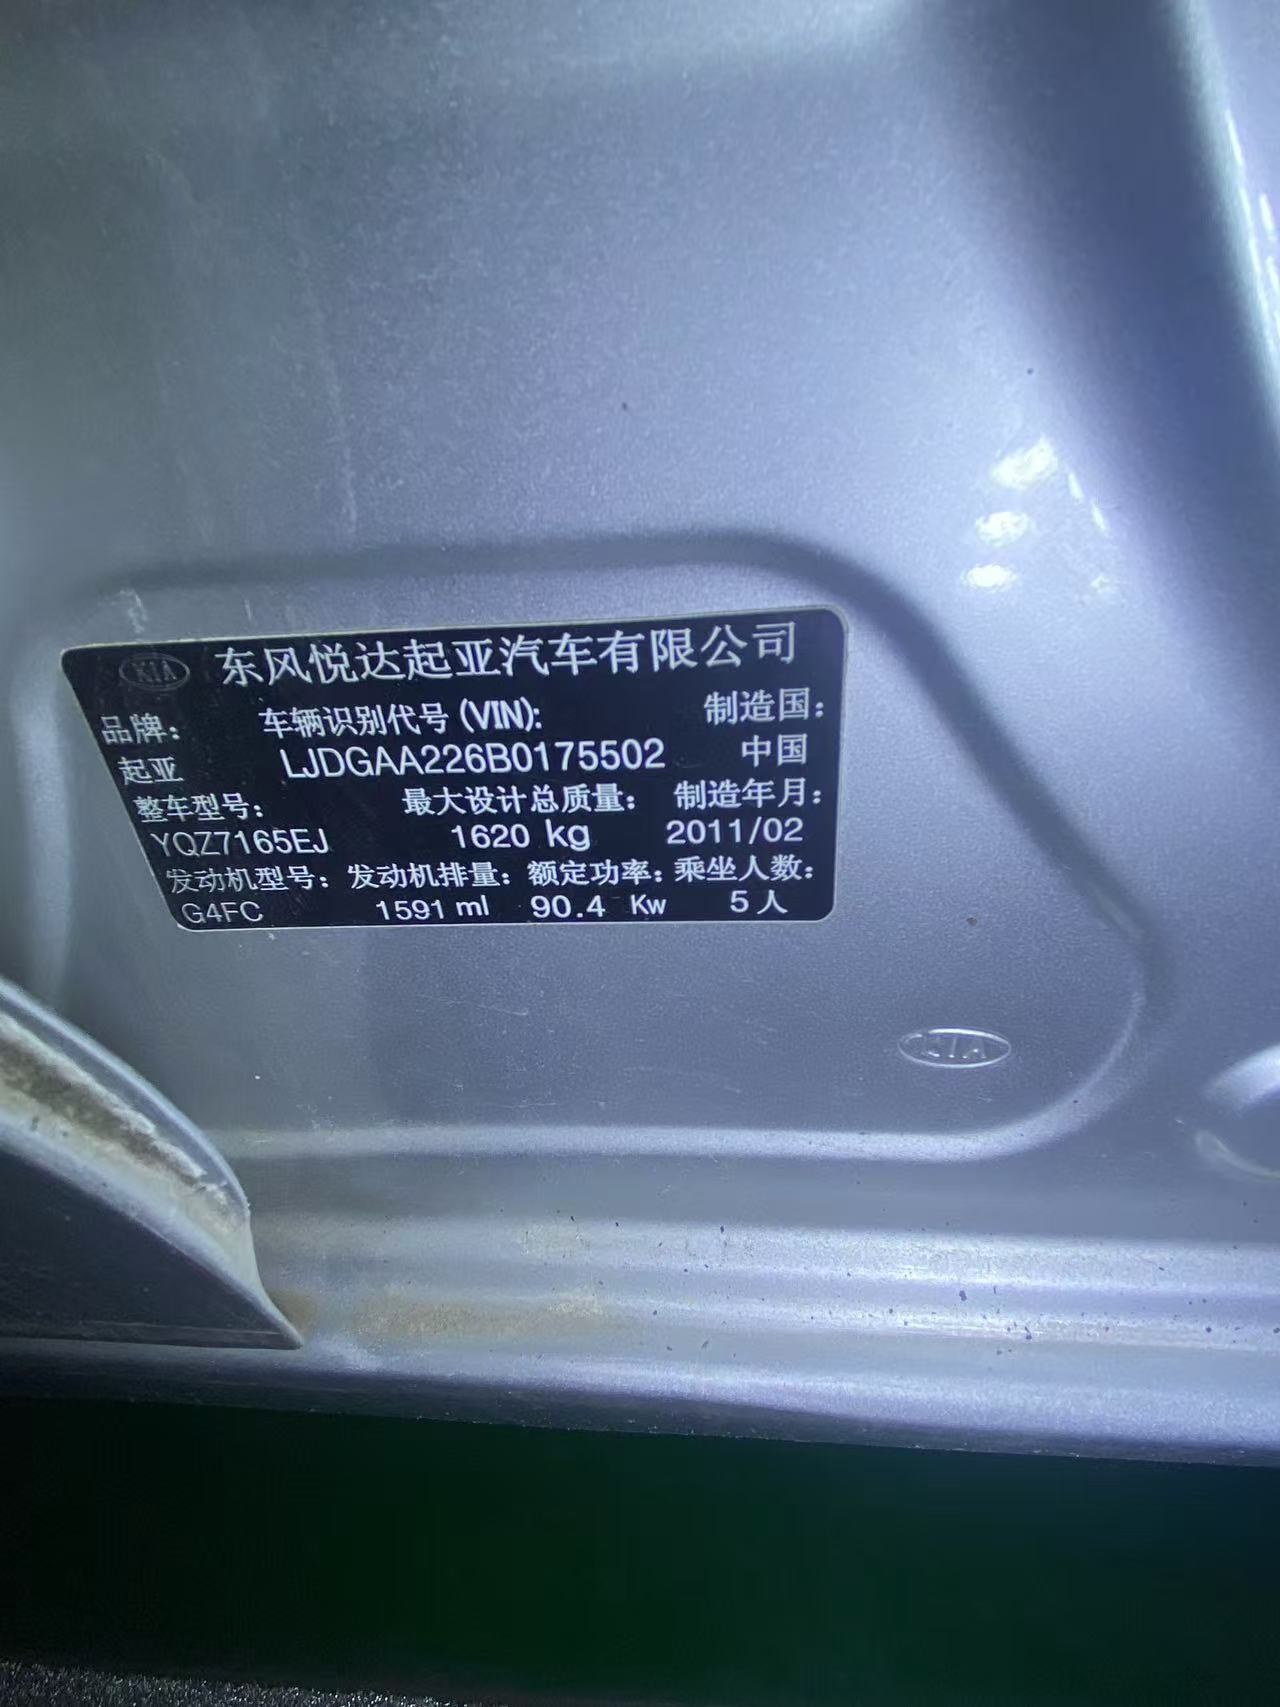 KIA 东风悦达起亚汽车有限公司
品牌: 车辆识别代号(VIN): 制造国:
起亚 LJDGAA226B0175502 中国
整车型号: 最大设计总质量: 制造年月:
YQZ7165EJ 1620 kg 2011/02
发动机型号: 发动机排量: 额定功率: 乘坐人数:
G4FC 1591 ml 90.4 Kw 5人
KIA